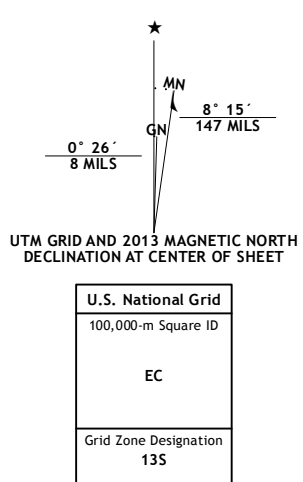 MN
GN
8° 15´
147 MILS
0° 26´
8 MILS
UTM GRID AND 2013 MAGNETIC NORTH
DECLINATION AT CENTER OF SHEET
U.S. National Grid
100,000-m Square ID
EC
Grid Zone Designation
13S